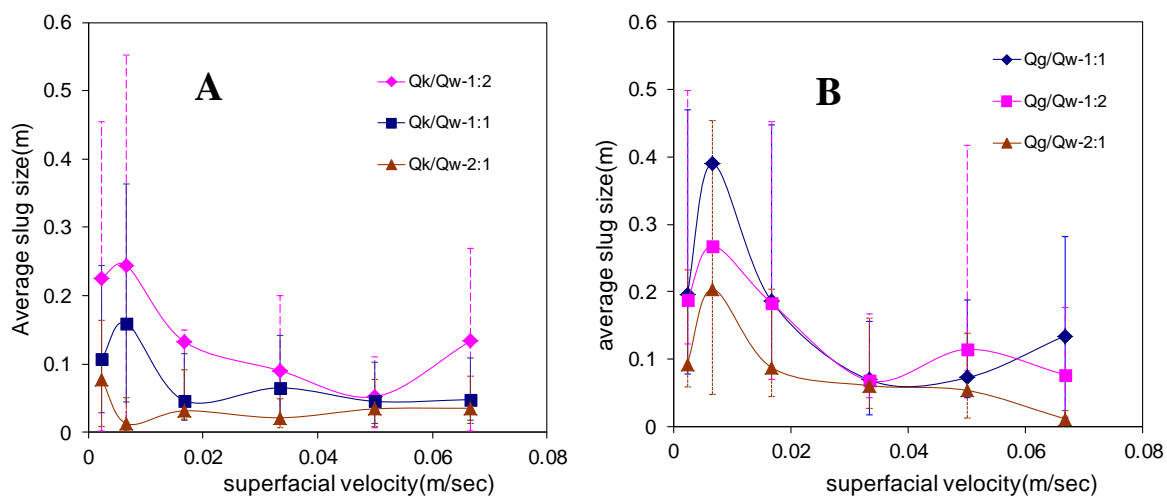 0.6
0.5
0.4
0.3
0.2
0.1
0
Average slug size(m)
A
Qk/Qw-1:2
Qk/Qw-1:1
Qk/Qw-2:1
0 0.02 0.04 0.06 0.08
superfacial velocity(m/sec)
0.6
0.5
0.4
0.3
0.2
0.1
0
average slug size(m)
B
Qg/Qw-1:1
Qg/Qw-1:2
Qg/Qw-2:1
0 0.02 0.04 0.06 0.08
superfacial velocity(m/sec)